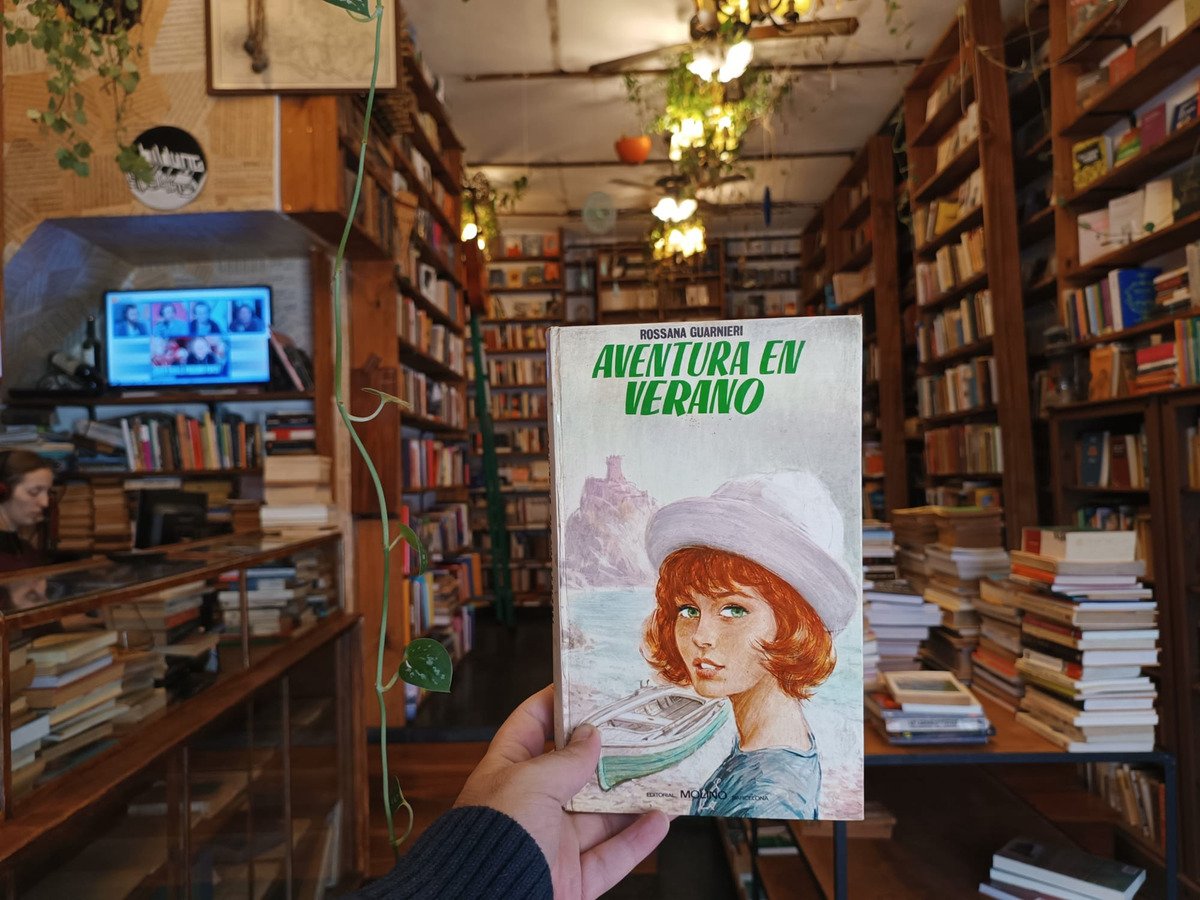 ROSSANA GUARNIERI
AVENTURA EN
VERANO
EDITORIAL MOLINO BARCELONA